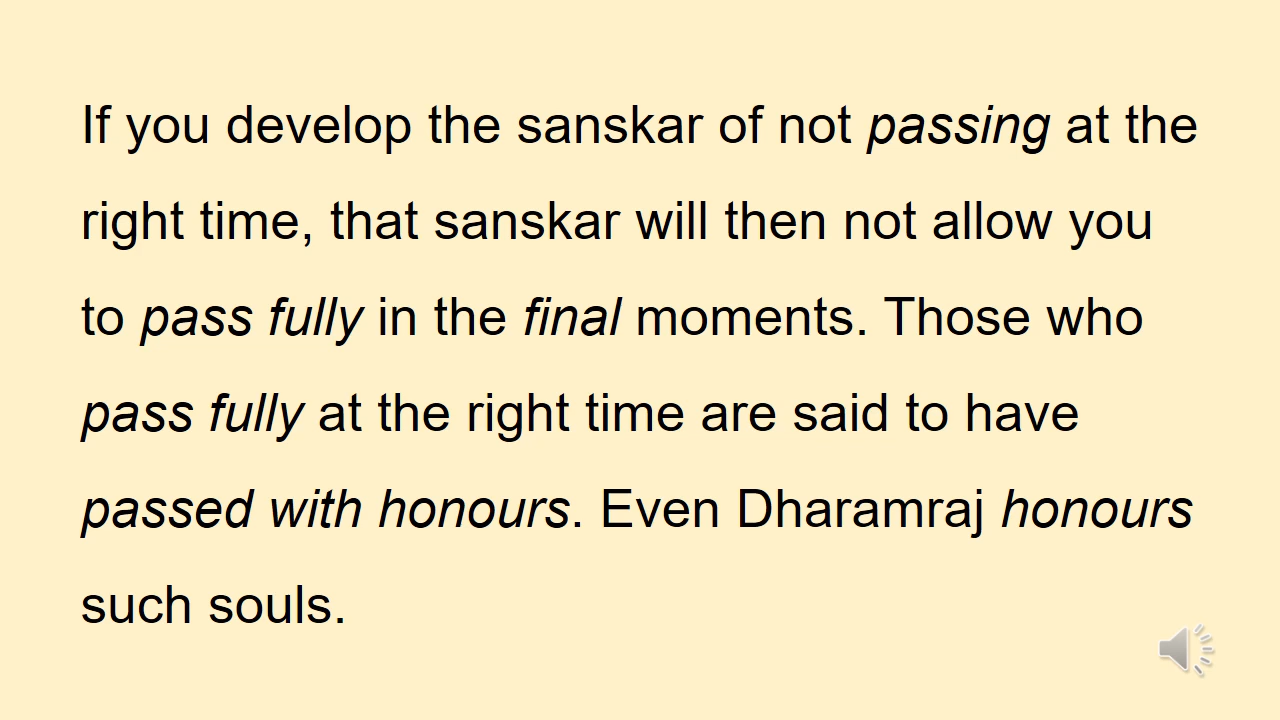 If you develop the sanskar of not passing at the
right time, that sanskar will then not allow you
to pass fully in the final moments. Those who
pass fully at the right time are said to have
passed with honours. Even Dharamraj honours
such souls.